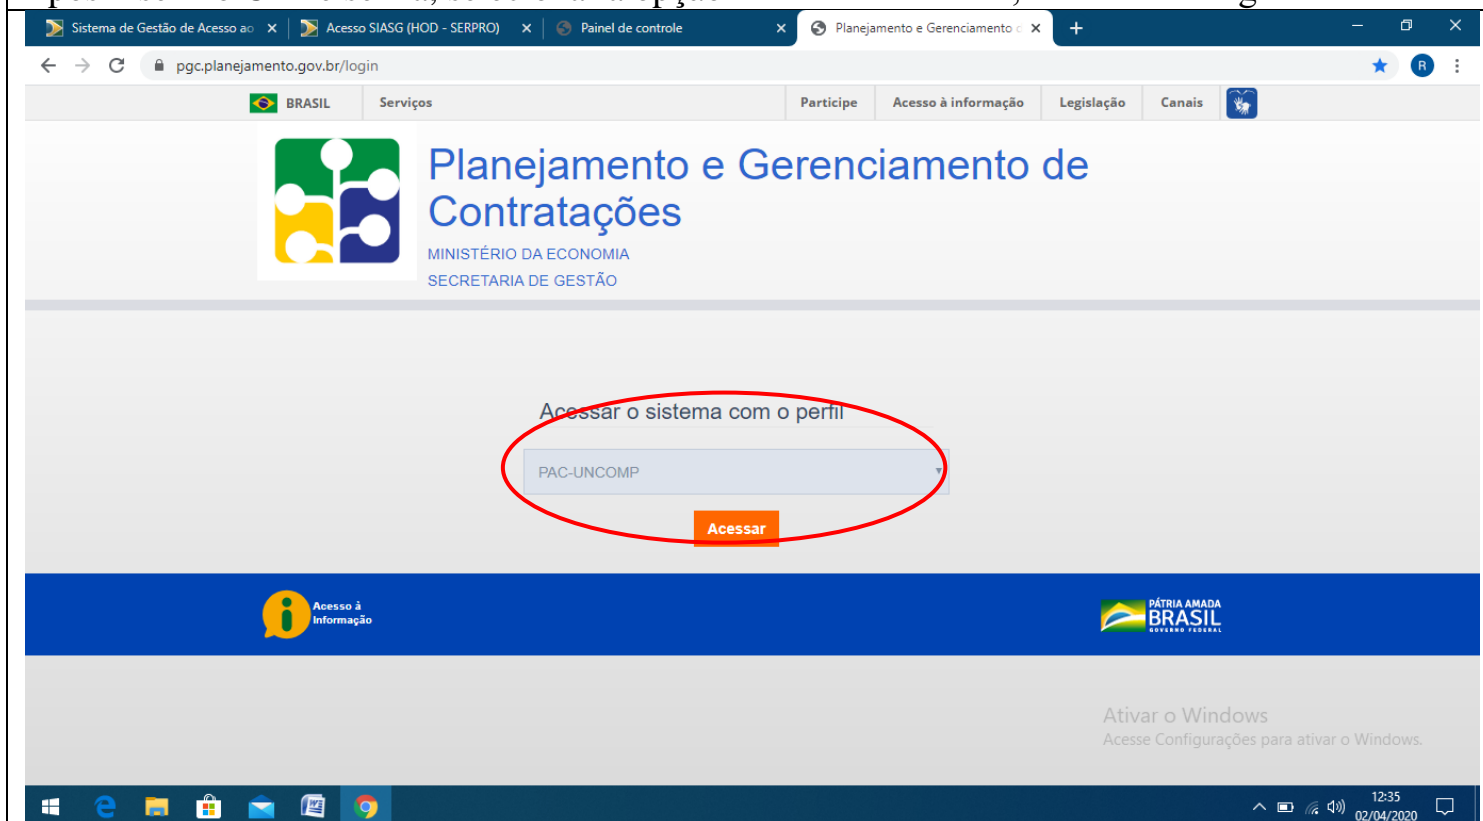 Sistema de Gestão de Acesso ao
Acesso SIASG (HOD - SERPRO)
Painel de controle
Planejamento e Gerenciamento
pgc.planejamento.gov.br/login
R
BRASIL
Serviços
Participe
Acesso à informação
Legislação
Canais
Planejamento e Gerenciamento de
Contratações
MINISTÉRIO DA ECONOMIA
SECRETARIA DE GESTÃO
Acessar o sistema com o perfil
PAC-UNCOMP
Acessar
Acesso à
Informação
PÁTRIA AMADA
BRASIL
GOVERNO FEDERAL
Ativar o Windows
Acesse Configurações para ativar o Windows.
12:35
02/04/2020